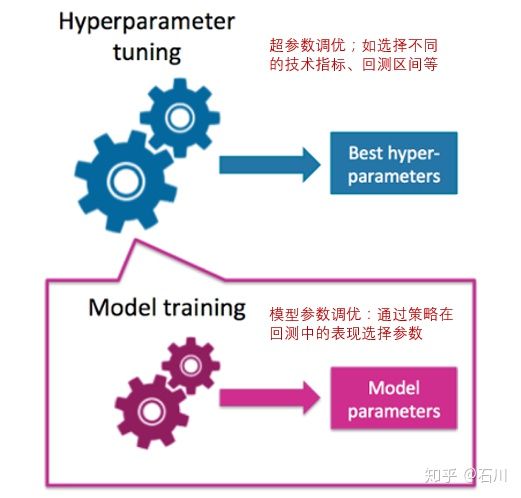 Hyperparameter
tuning
超参数调优；如选择不同
的技术指标、回测区间等
Best hyper-
parameters
Model training
模型参数调优：通过策略在
回测中的表现选择参数
Model
parameters
知乎 @石川